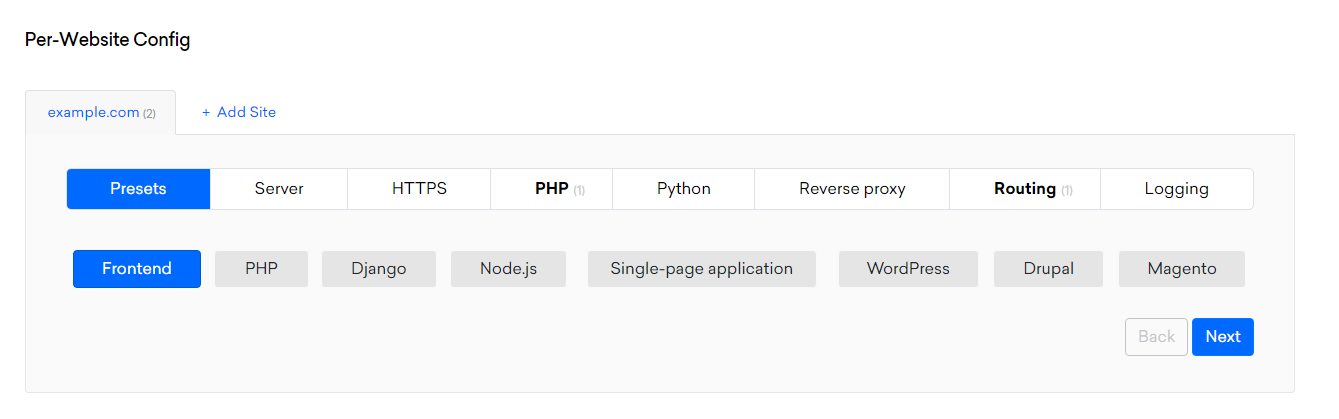 Per-Website Config
example.com (2) + Add Site
Presets Server HTTPS PHP (1) Python Reverse proxy Routing (1) Logging
Frontend PHP Django Node.js Single-page application WordPress Drupal Magento
Back Next